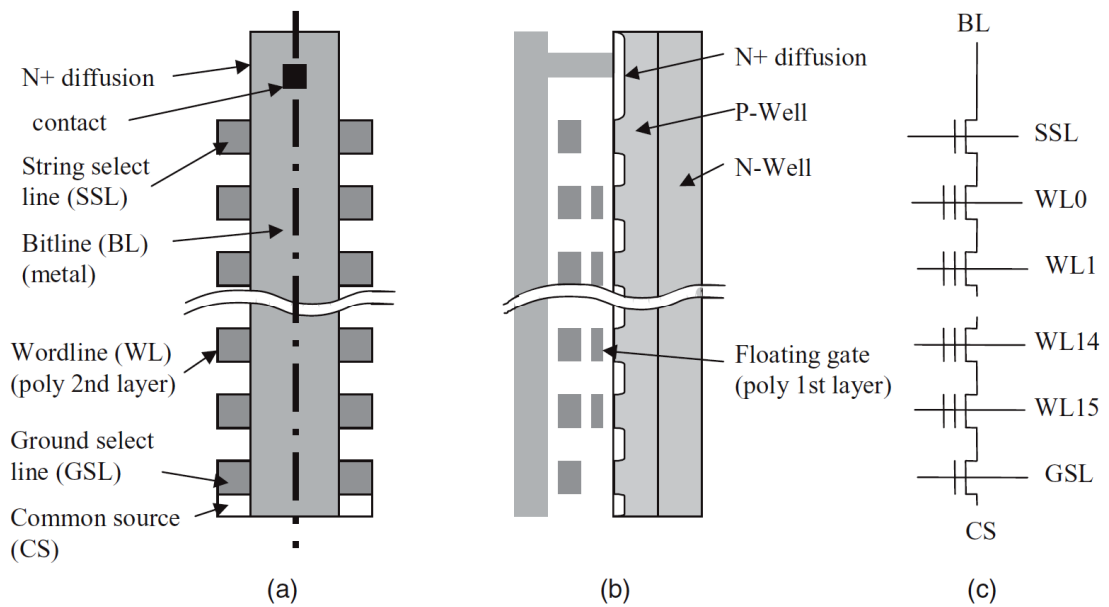 N+ diffusion
contact
String select
line (SSL)
Bitline (BL)
(metal)
Wordline (WL)
(poly 2nd layer)
Ground select
line (GSL)
Common source
(CS)
(a)
N+ diffusion
P-Well
N-Well
Floating gate
(poly 1st layer)
(b)
BL
SSL
WL0
WL1
WL14
WL15
GSL
CS
(c)